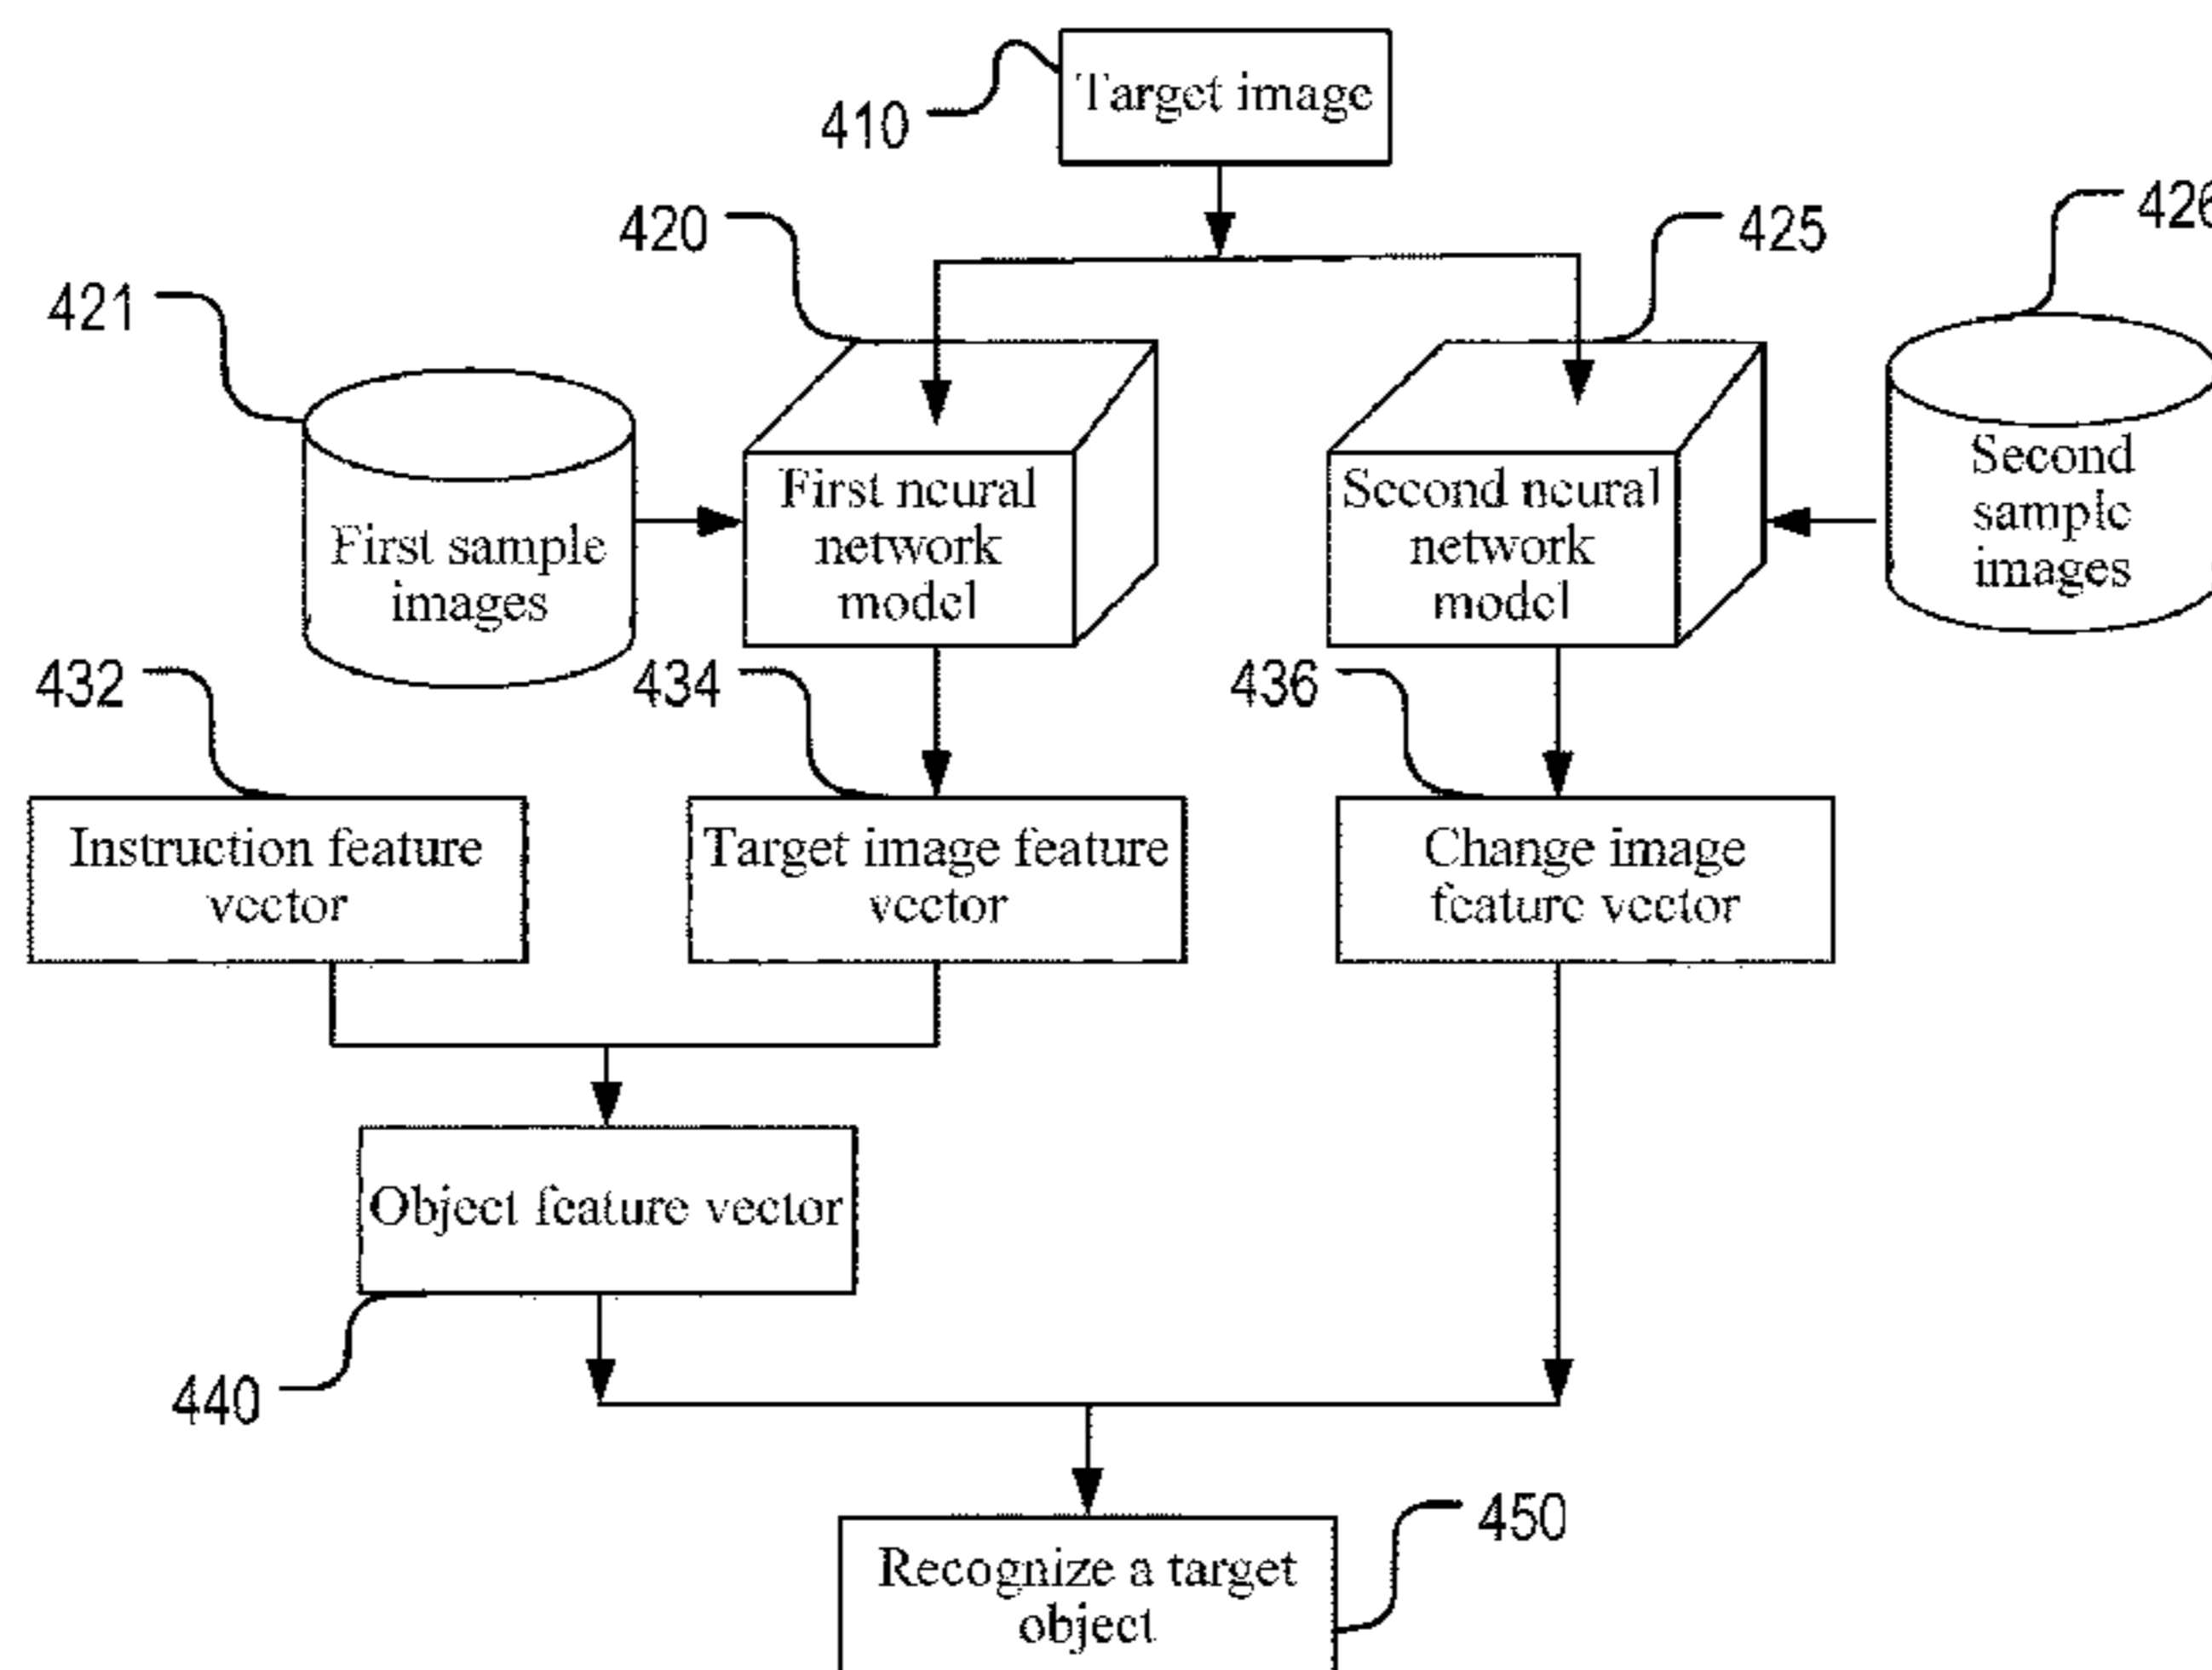 410
Target image
420
425
426
421
First sample
images
First neural
network
model
Second neural
network
model
Second
sample
images
432
434
436
Instruction feature
vector
Target image feature
vector
Change image
feature vector
Object feature vector
440
450
Recognize a target
object